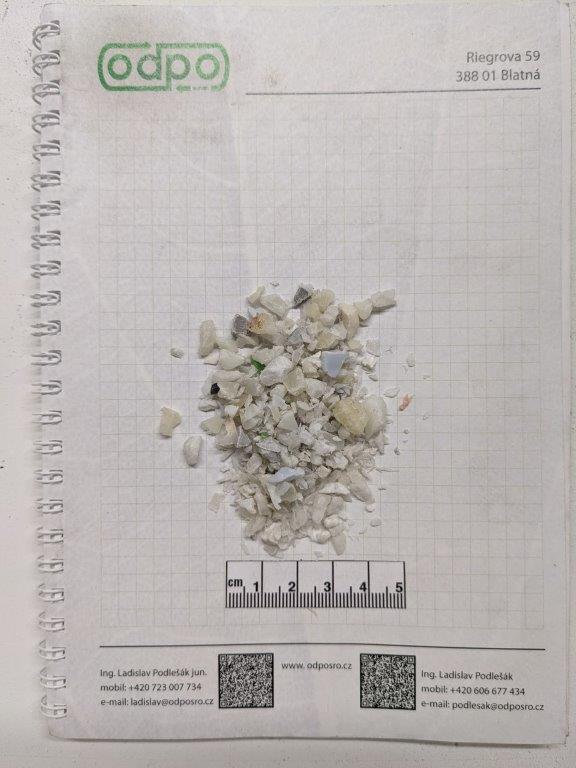 odpo
Riegrova 59
388 01 Blatná
cm 1 2 3 4 5
Ing. Ladislav Podlešák jun.
mobil: +420 723 007 734
e-mail: ladislav@odposro.cz
www. odposro.cz
Ing. Ladislav Podlešák
mobil: +420 606 677 434
e-mail: podlesak@odposro.cz